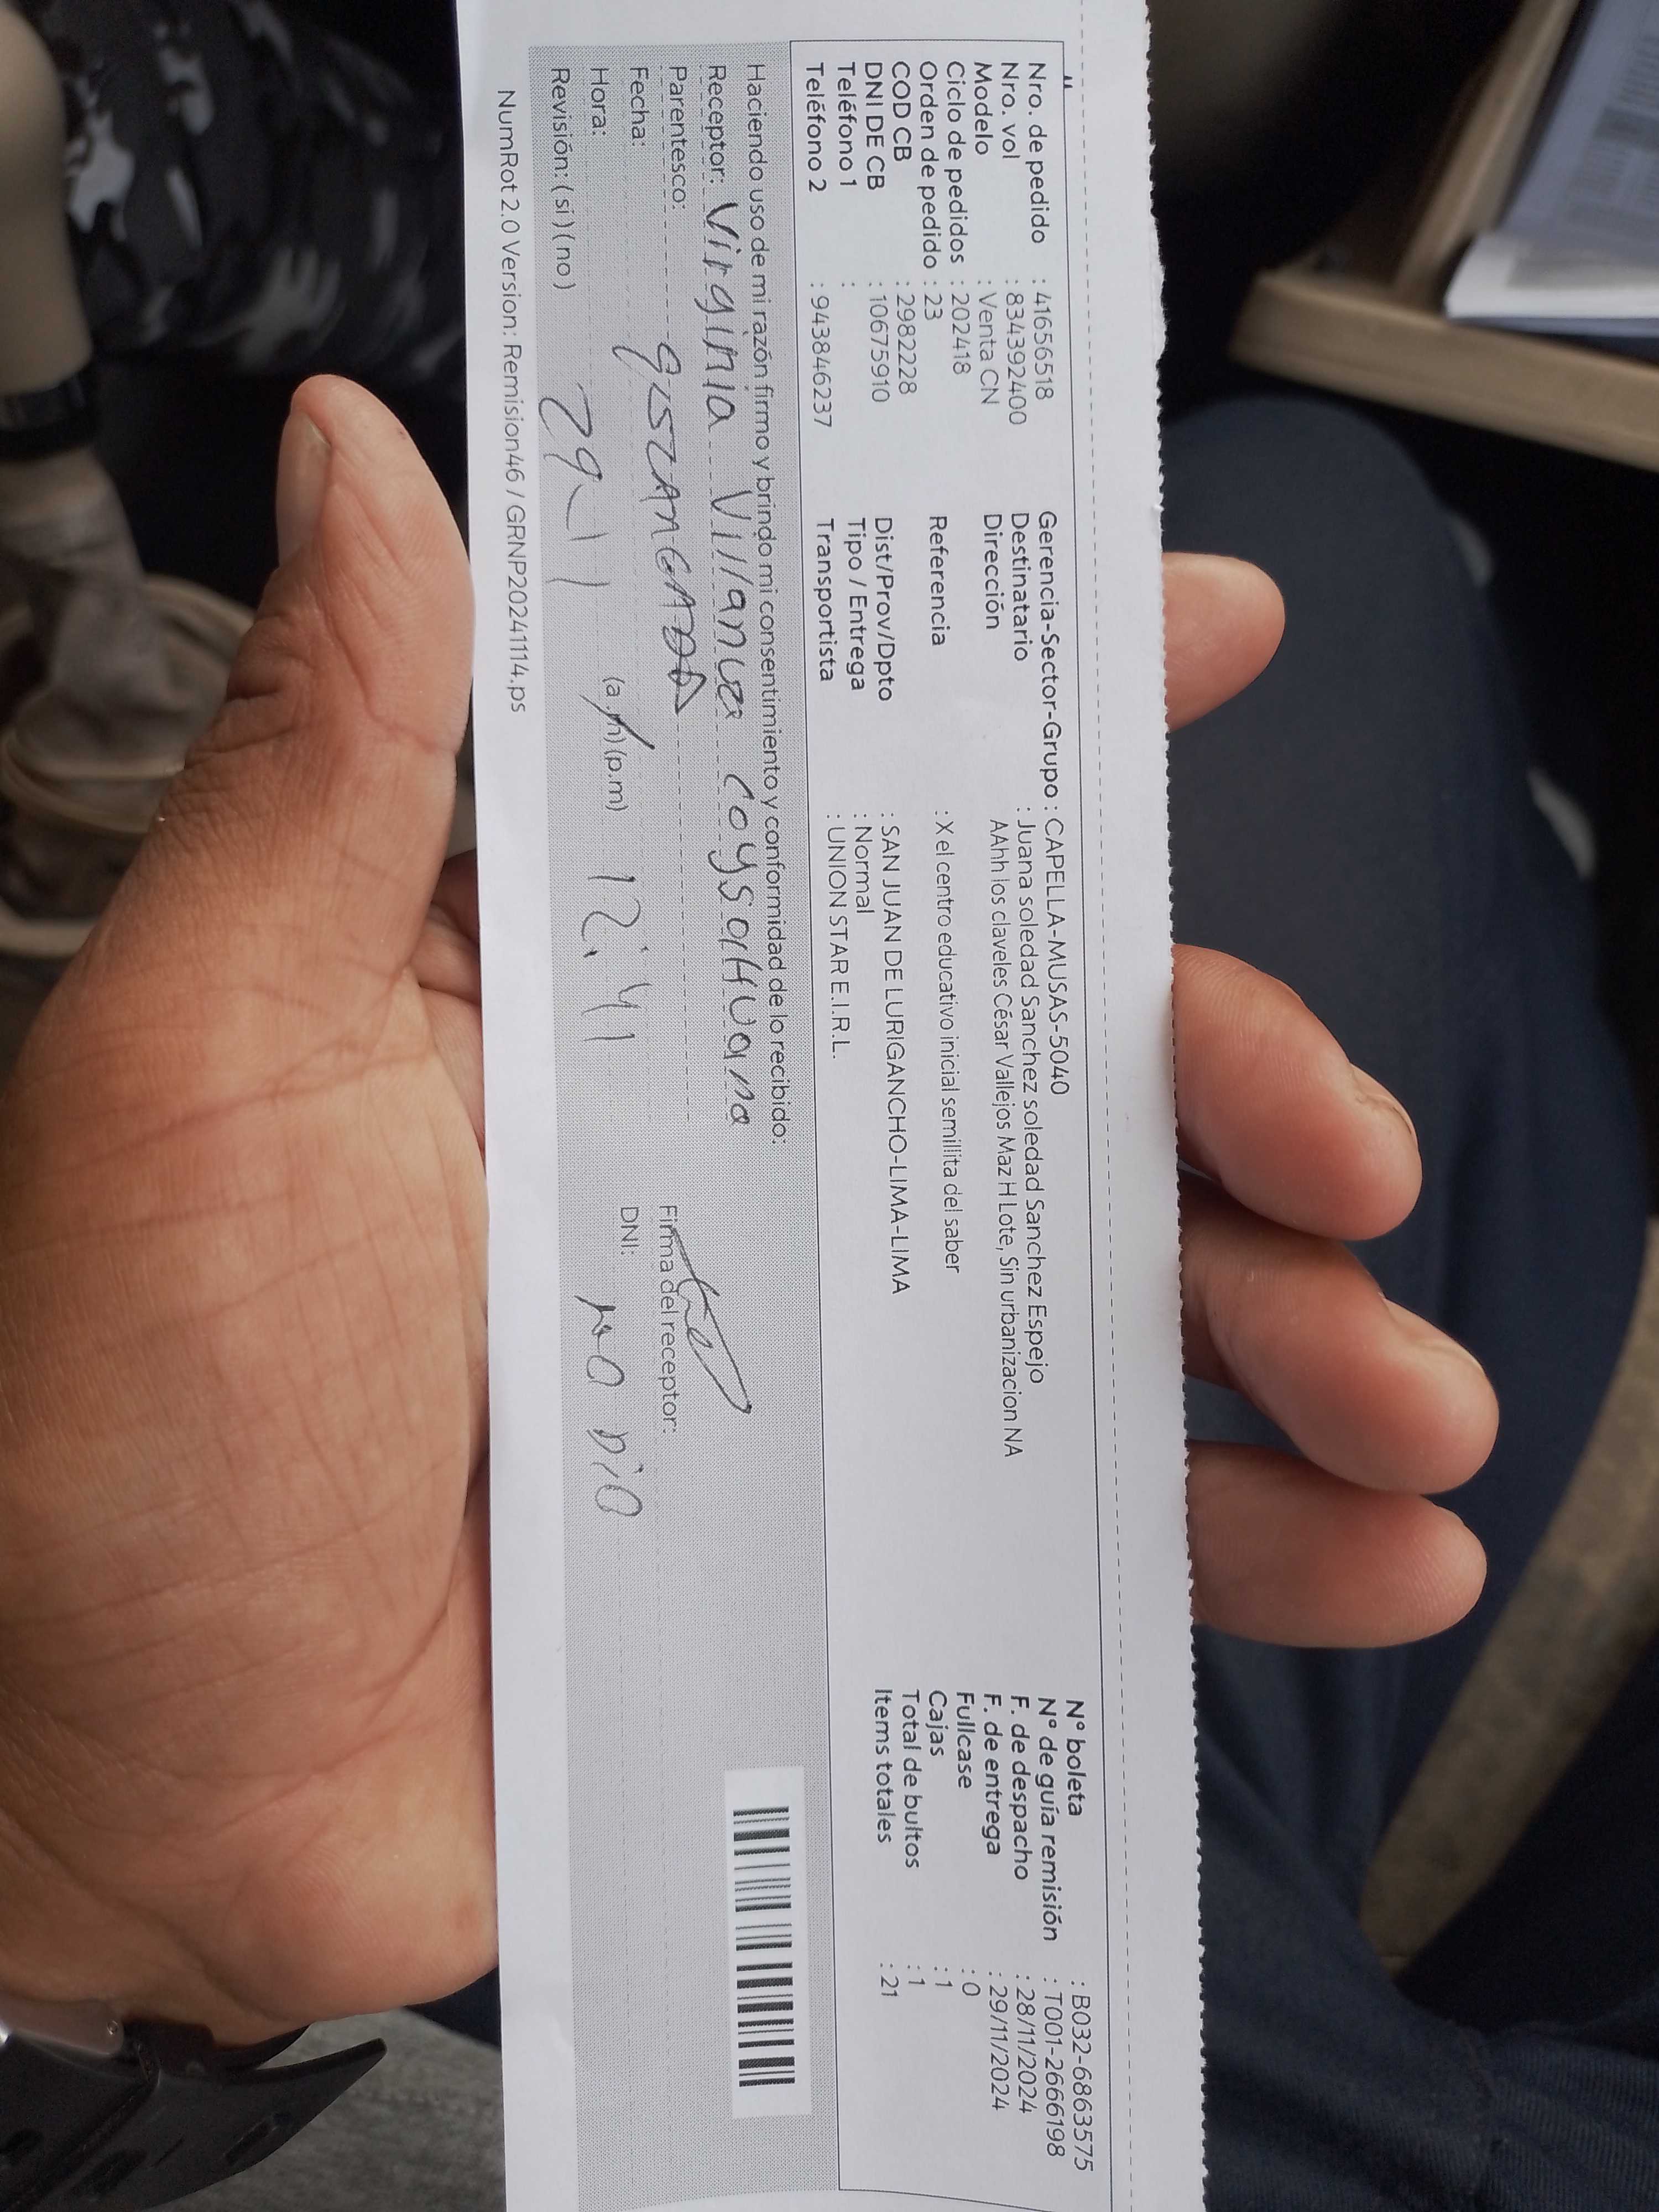 Nro. de pedido : 41656518
Nro. vol : 834392400
Modelo : Venta CN
Ciclo de pedidos : 202418
Orden de pedido : 23
COD CB : 2982228
DNI DE CB : 10675910
Teléfono 1 :
Teléfono 2 : 943846237
Gerencia-Sector-Grupo : CAPELLA-MUSAS-5040
Destinatario : Juana soledad Sanchez soledad Sanchez Espejo
Dirección AAhh los claveles César Vallejos Maz H Lote, Sin urbanizacion NA
Referencia : X el centro educativo inicial semillita del saber
Dist/Prov/Dpto : SAN JUAN DE LURIGANCHO-LIMA-LIMA
Tipo / Entrega : Normal
Transportista : UNION STAR E.I.R.L.
N° boleta : B032-6863575
N° de guía remisión : T001-2666198
F. de despacho : 28/11/2024
F. de entrega : 29/11/2024
Fullcase : 0
Cajas : 1
Total de bultos : 1
Items totales : 21
Haciendo uso de mi razón firmo y brindo mi consentimiento y conformidad de lo recibido:
Receptor: Virginia Villanua
Parentesco:
Fecha:
Hora: 29-11 (a.m) (p.m) 12:41
Revisión: ( si ) ( no )
Firma del receptor:
DNI: no Dio
NumRot 2.0 Version: Remision46 / GRNP20241114.ps